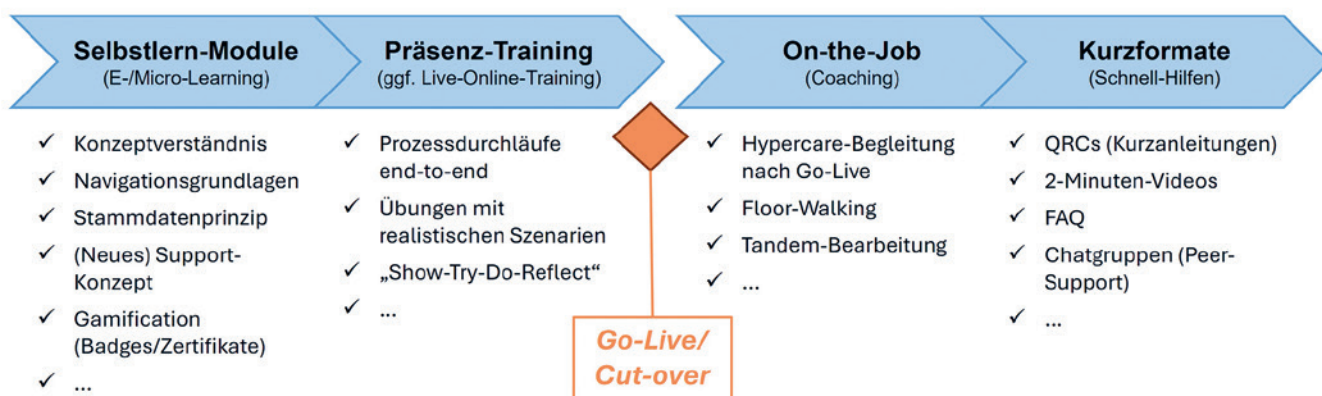 Selbstlern-Module
(E-/Micro-Learning)
✓ Konzeptverständnis
✓ Navigationsgrundlagen
✓ Stammdatenprinzip
✓ (Neues) Support-
Konzept
✓ Gamification
(Badges/Zertifikate)
✓ ...
Präsenz-Training
(ggf. Live-Online-Training)
✓ Prozessdurchläufe
end-to-end
✓ Übungen mit
realistischen Szenarien
✓ „Show-Try-Do-Reflect“
✓ ...
Go-Live/
Cut-over
On-the-Job
(Coaching)
✓ Hypercare-Begleitung
nach Go-Live
✓ Floor-Walking
✓ Tandem-Bearbeitung
✓ ...
Kurzformate
(Schnell-Hilfen)
✓ QRCs (Kurzanleitungen)
✓ 2-Minuten-Videos
✓ FAQ
✓ Chatgruppen (Peer-
Support)
✓ ...